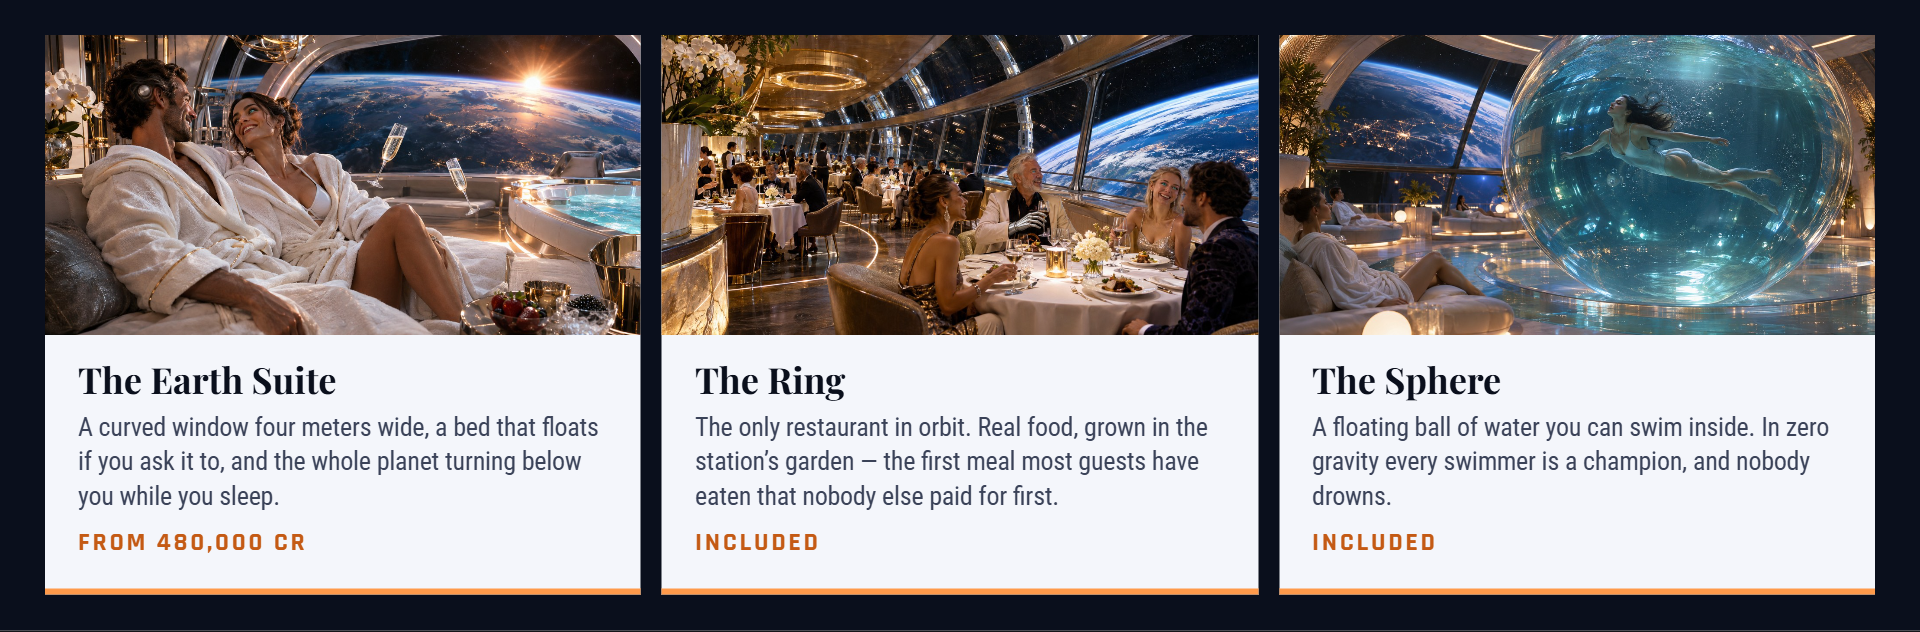 The Earth Suite
A curved window four meters wide, a bed that floats
if you ask it to, and the whole planet turning below
you while you sleep.
FROM 480,000 CR
The Ring
The only restaurant in orbit. Real food, grown in the
station’s garden — the first meal most guests have
eaten that nobody else paid for first.
INCLUDED
The Sphere
A floating ball of water you can swim inside. In zero
gravity every swimmer is a champion, and nobody
drowns.
INCLUDED